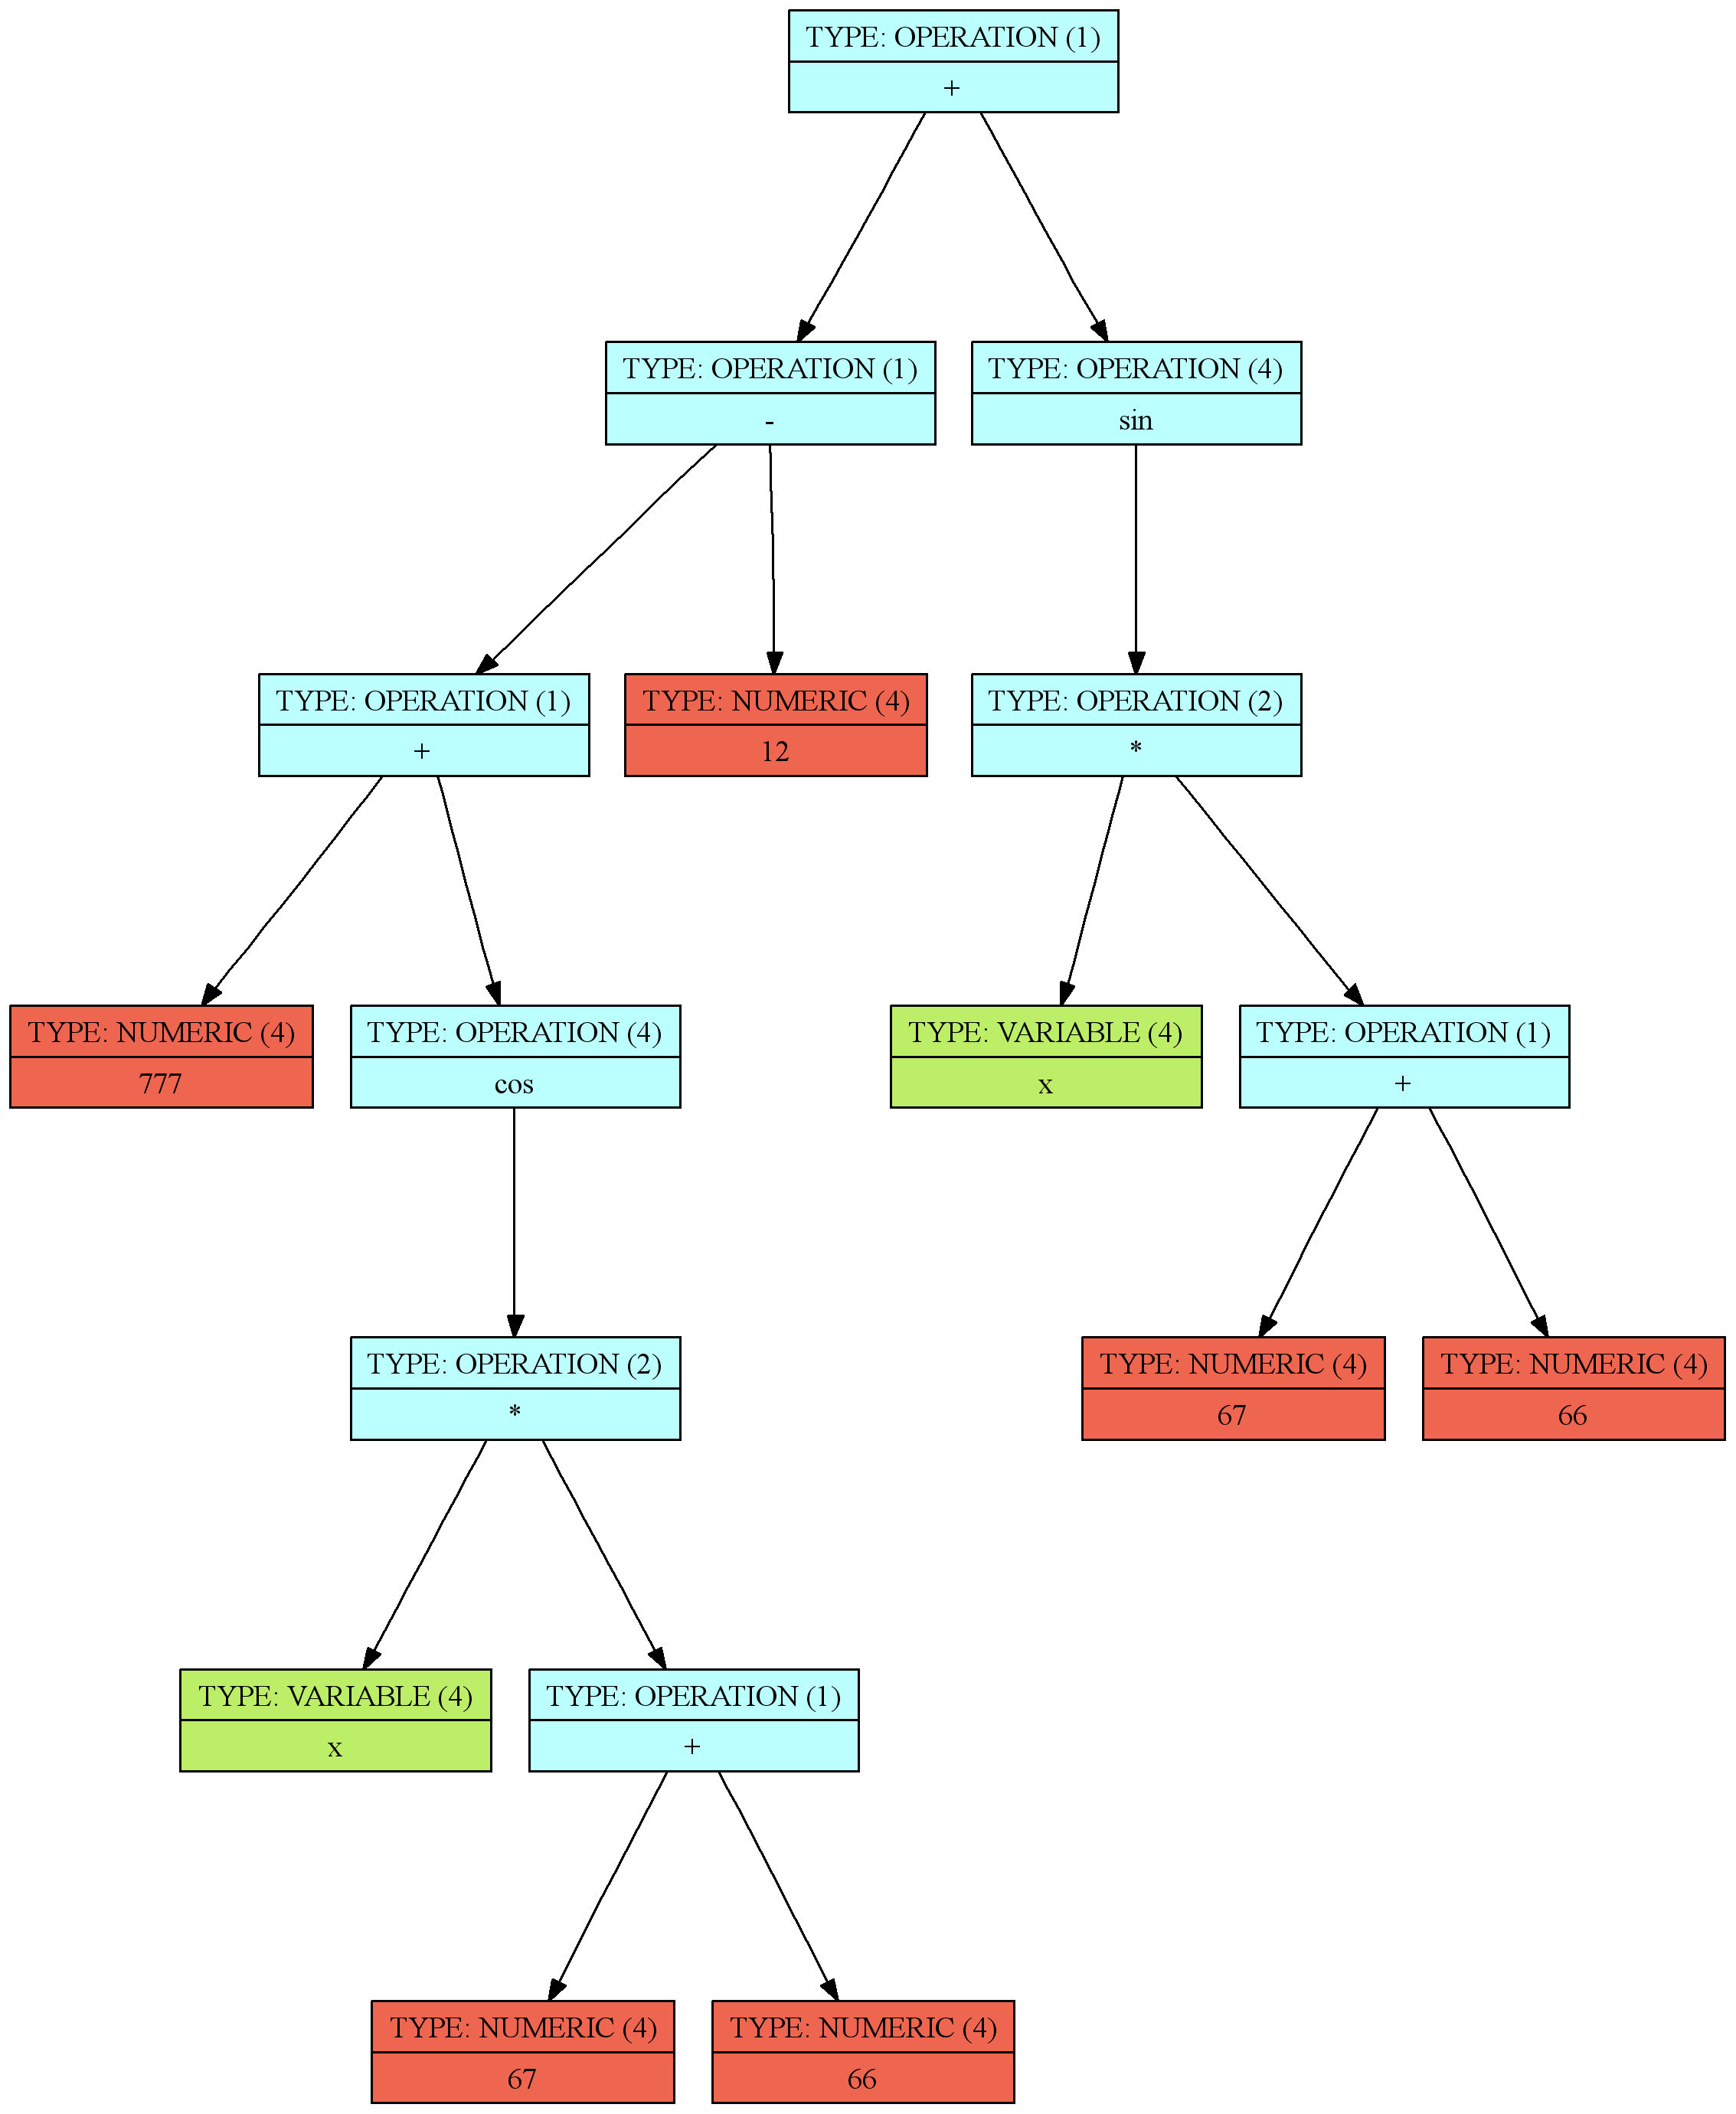 TYPE: OPERATION (1)
+
TYPE: OPERATION (1)
-
TYPE: OPERATION (4)
sin
TYPE: OPERATION (1)
+
TYPE: NUMERIC (4)
12
TYPE: OPERATION (2)
*
TYPE: NUMERIC (4)
777
TYPE: OPERATION (4)
cos
TYPE: VARIABLE (4)
x
TYPE: OPERATION (1)
+
TYPE: OPERATION (2)
*
TYPE: NUMERIC (4)
67
TYPE: NUMERIC (4)
66
TYPE: VARIABLE (4)
x
TYPE: OPERATION (1)
+
TYPE: NUMERIC (4)
67
TYPE: NUMERIC (4)
66